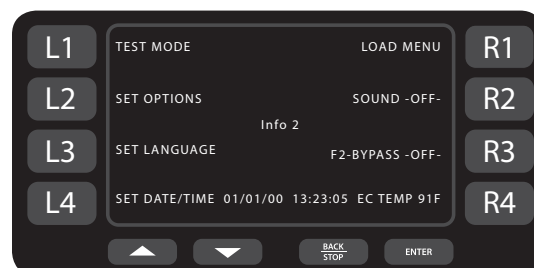 L1 TEST MODE LOAD MENU R1
L2 SET OPTIONS SOUND -OFF- R2
Info 2
L3 SET LANGUAGE F2-BYPASS -OFF- R3
L4 SET DATE/TIME 01/01/00 13:23:05 EC TEMP 91F R4
BACK
STOP
ENTER